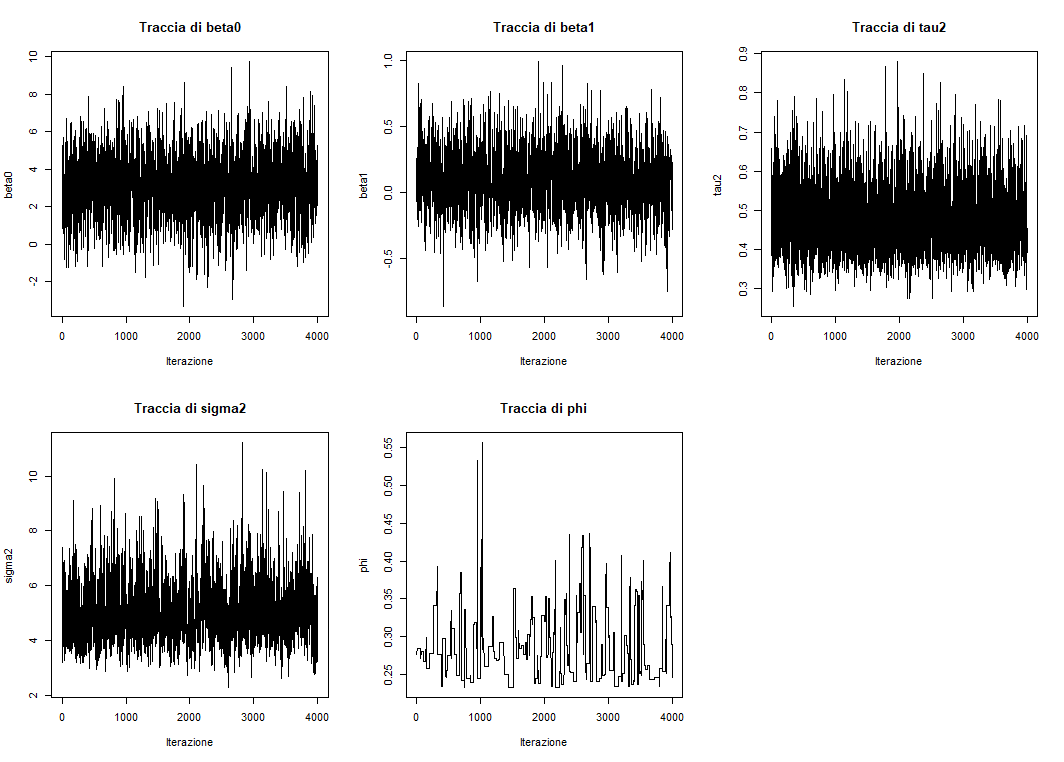 Traccia di beta0
beta0
10
8
6
4
2
0
-2
0 1000 2000 3000 4000
Iterazione
Traccia di beta1
beta1
1.0
0.5
0.0
-0.5
0 1000 2000 3000 4000
Iterazione
Traccia di tau2
tau2
0.9
0.8
0.7
0.6
0.5
0.4
0.3
0 1000 2000 3000 4000
Iterazione
Traccia di sigma2
sigma2
10
8
6
4
2
0 1000 2000 3000 4000
Iterazione
Traccia di phi
phi
0.55
0.50
0.45
0.40
0.35
0.30
0.25
0 1000 2000 3000 4000
Iterazione